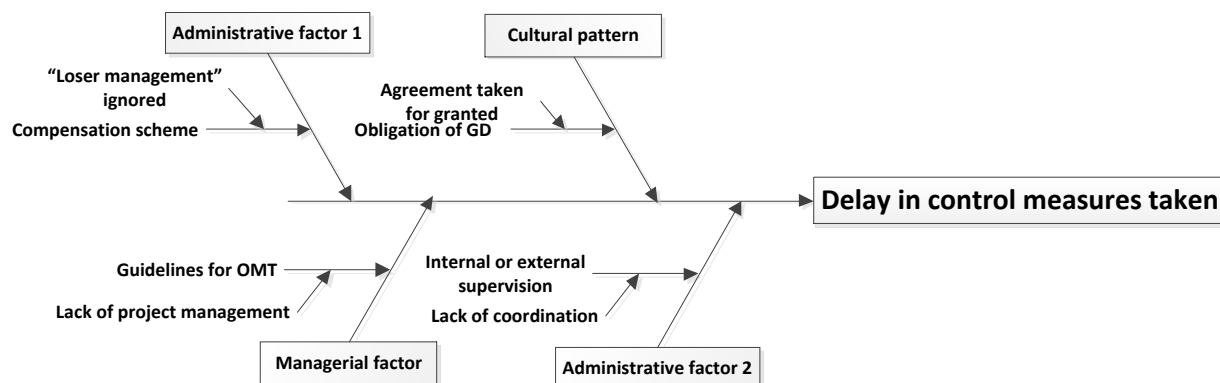 Administrative factor 1
Cultural pattern
“Loser management”
ignored
Compensation scheme
Agreement taken
for granted
Obligation of GD
Delay in control measures taken
Guidelines for OMT
Lack of project management
Internal or external
supervision
Lack of coordination
Managerial factor
Administrative factor 2